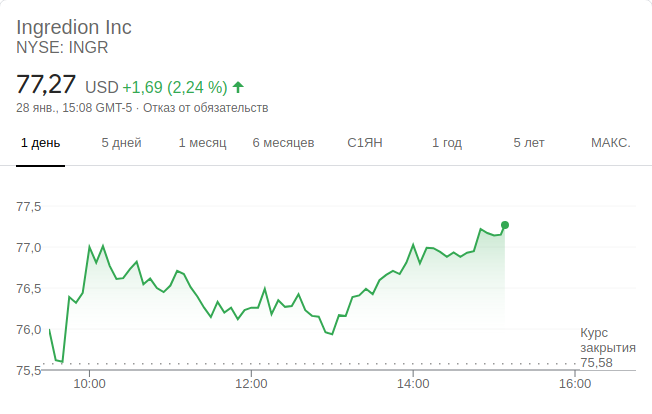 Ingredion Inc
NYSE: INGR
77,27 USD +1,69 (2,24 %)
28 янв., 15:08 GMT-5 · Отказ от обязательств
1 день 5 дней 1 месяц 6 месяцев С1ЯН 1 год 5 лет МАКС.
77,5
77,0
76,5
76,0
75,5
Курс
закрытия
75,58
10:00 12:00 14:00 16:00